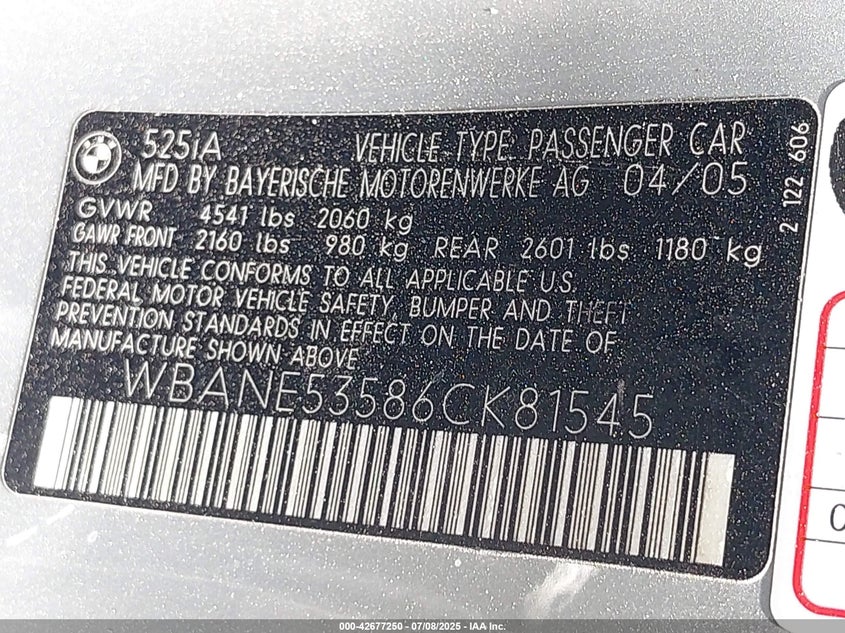 BMW
525iA VEHICLE TYPE PASSENGER CAR
MFD BY BAYERISCHE MOTORENWERKE AG 04/05
GVWR 4541 lbs 2060 kg
GAWR FRONT 2160 lbs 980 kg REAR 2601 lbs 1180 kg
THIS VEHICLE CONFORMS TO ALL APPLICABLE U.S.
FEDERAL MOTOR VEHICLE SAFETY, BUMPER AND THEFT
PREVENTION STANDARDS IN EFFECT ON THE DATE OF
MANUFACTURE SHOWN ABOVE
WBANE53586CK81545
2 122 606
000-42677250 - 07/08/2025 - IAA Inc.